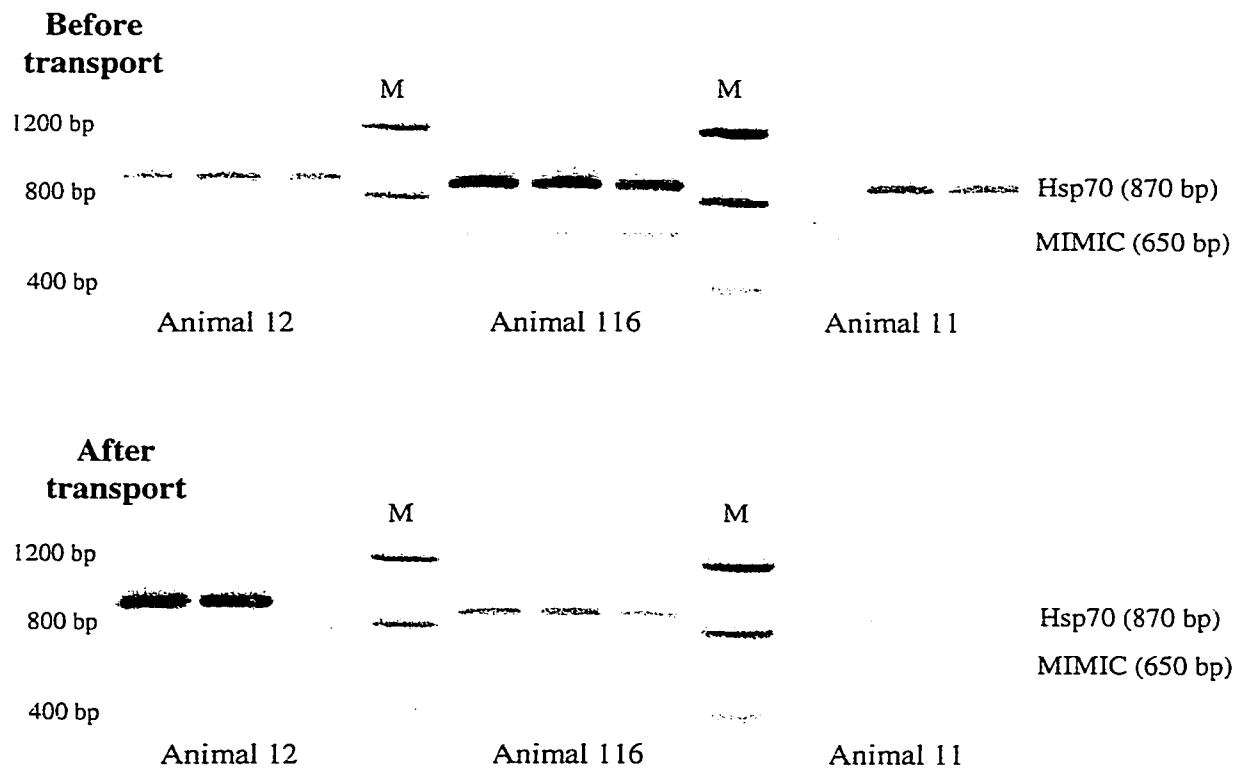 Before
transport
M
M
1200 bp
800 bp
Hsp70 (870 bp)
MIMIC (650 bp)
400 bp
Animal 12
Animal 116
Animal 11
After
transport
M
M
1200 bp
800 bp
Hsp70 (870 bp)
MIMIC (650 bp)
400 bp
Animal 12
Animal 116
Animal 11